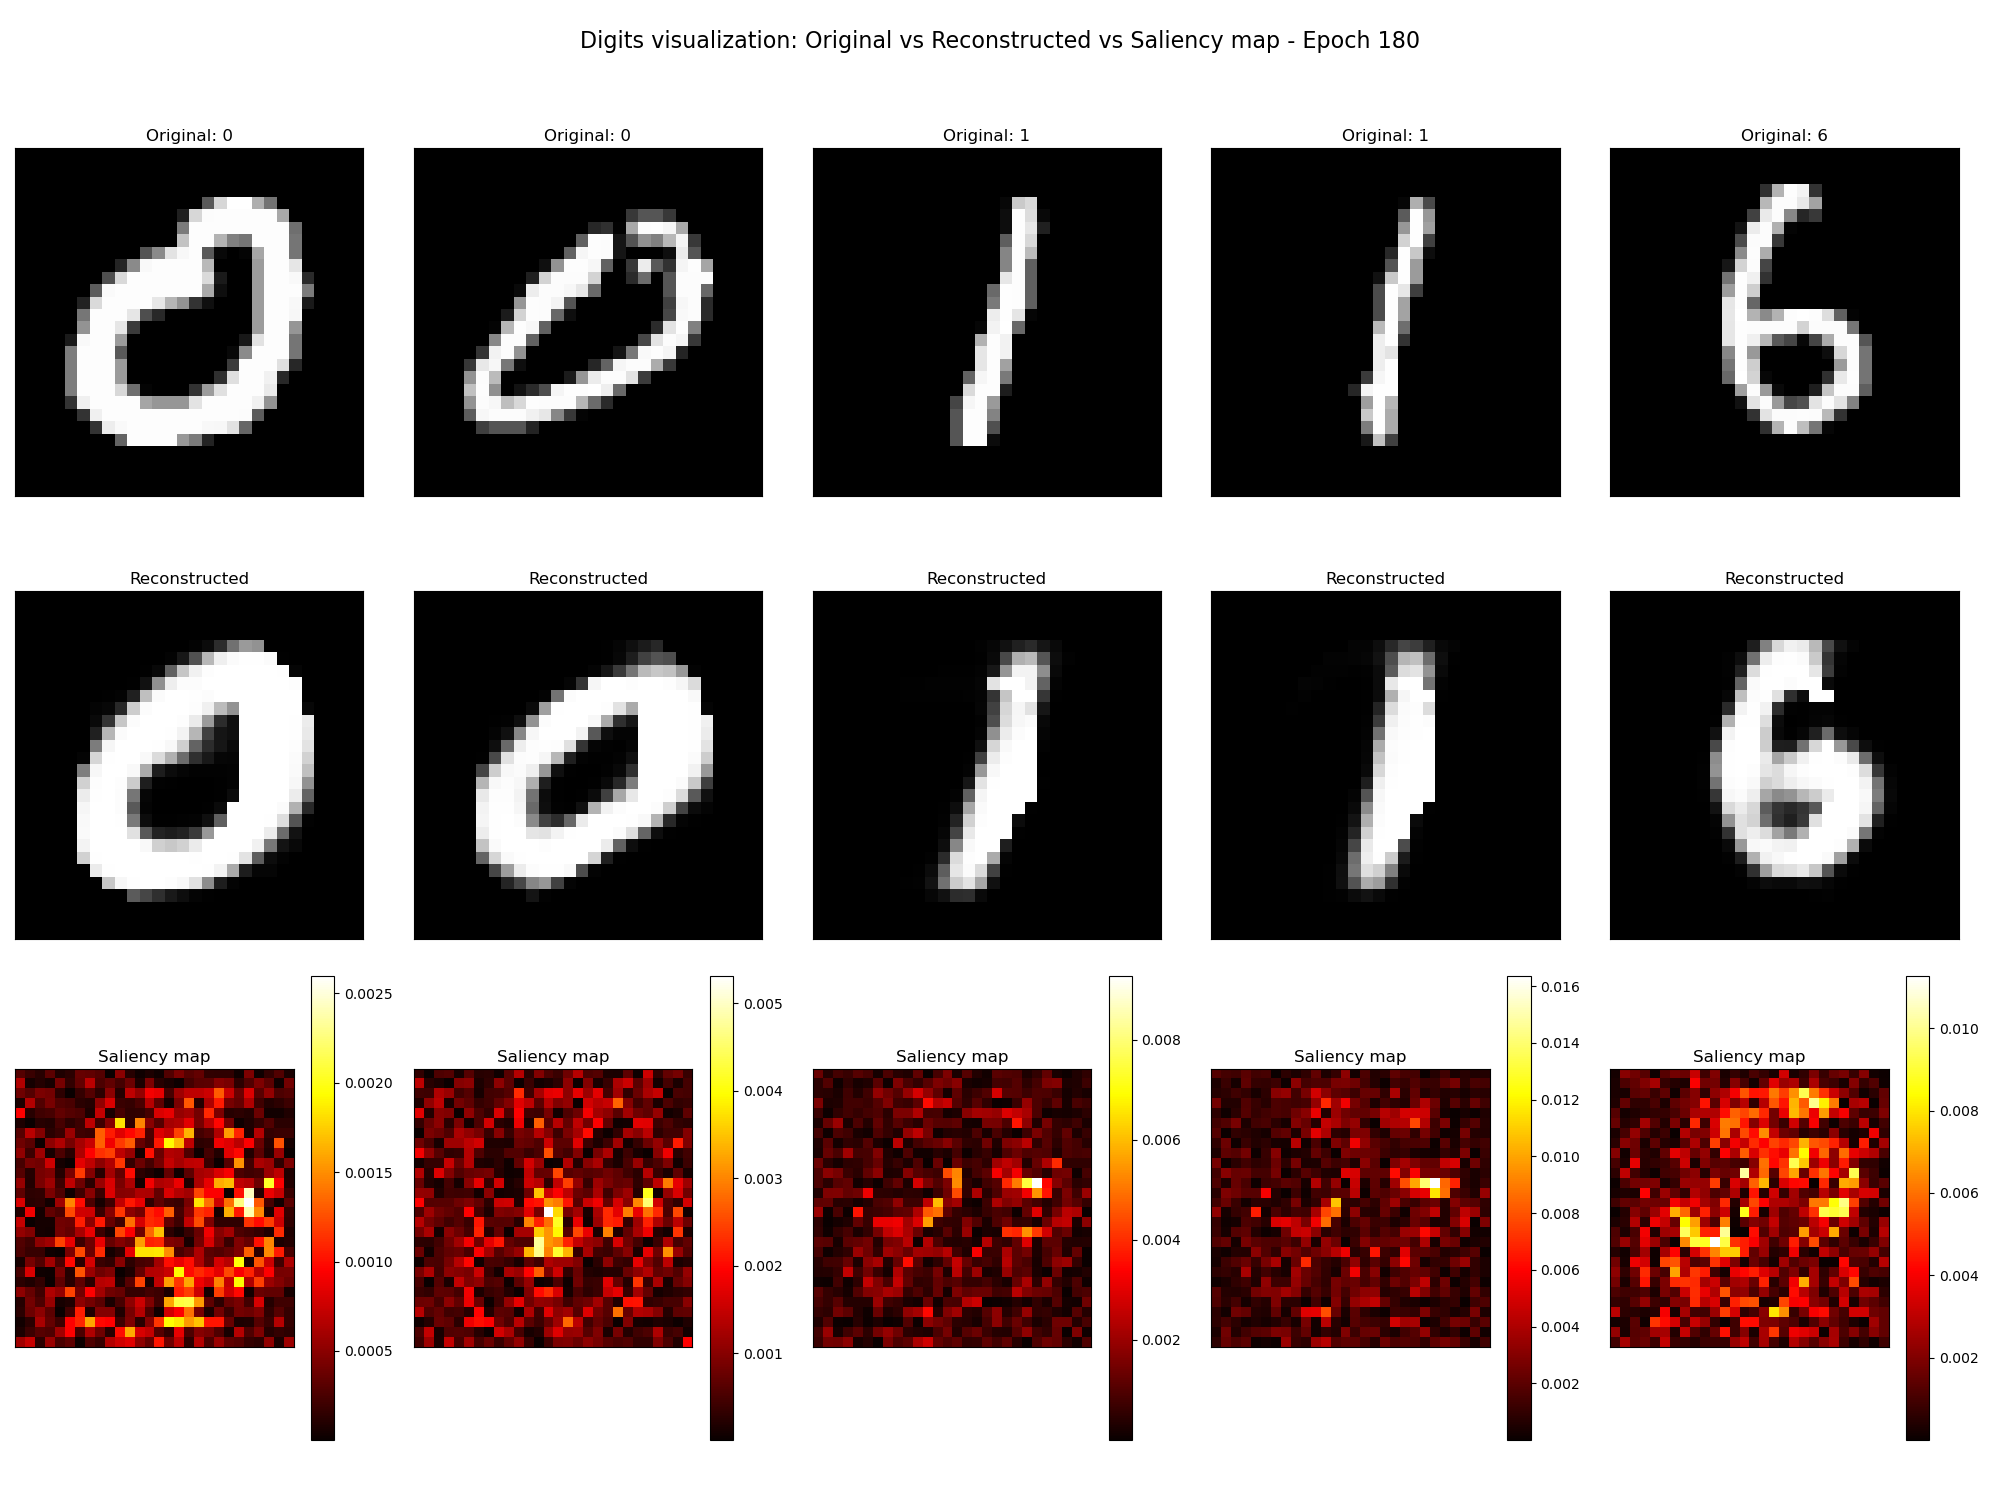 Digits visualization: Original vs Reconstructed vs Saliency map - Epoch 180
Original: 0
Original: 0
Original: 1
Original: 1
Original: 6
Reconstructed
Reconstructed
Reconstructed
Reconstructed
Reconstructed
Saliency map
0.0025
0.0020
0.0015
0.0010
0.0005
Saliency map
0.005
0.004
0.003
0.002
0.001
Saliency map
0.008
0.006
0.004
0.002
Saliency map
0.016
0.014
0.012
0.010
0.008
0.006
0.004
0.002
Saliency map
0.010
0.008
0.006
0.004
0.002